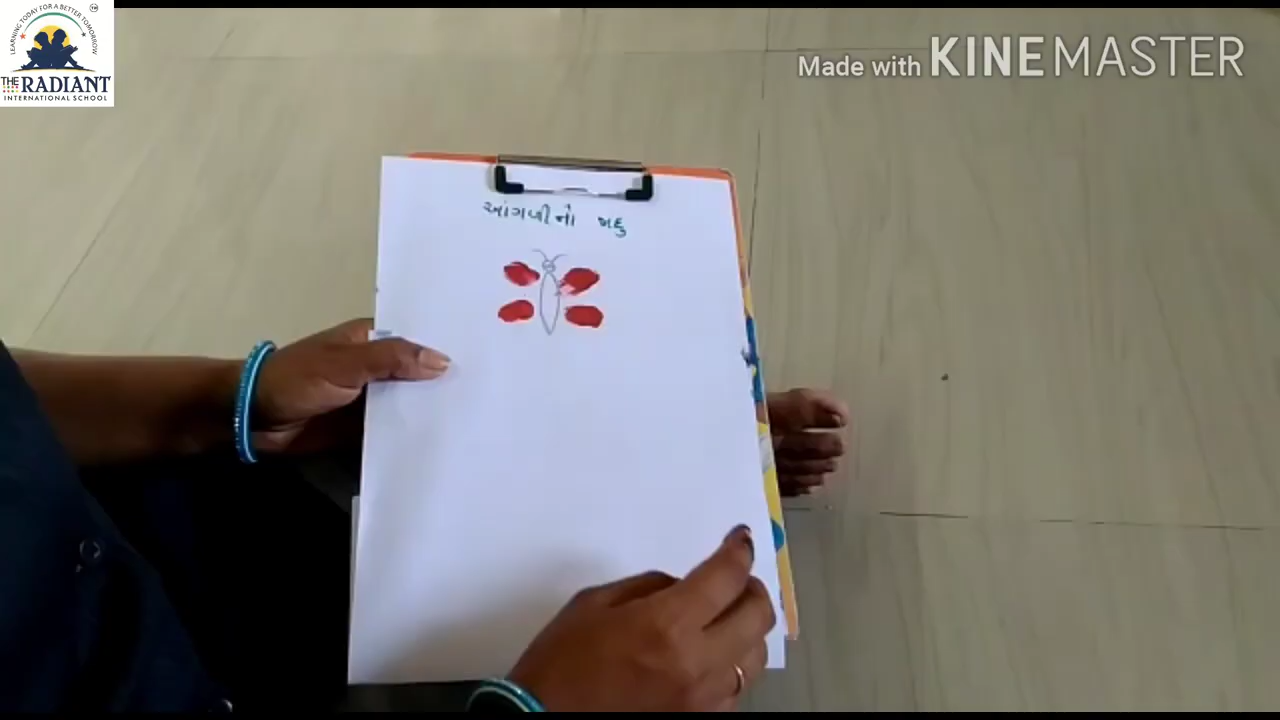 LEARNING TODAY FOR A BETTER TOMORROW
THE RADIANT
INTERNATIONAL SCHOOL
Made with KINEMASTER
આંગળીનો જાદુ